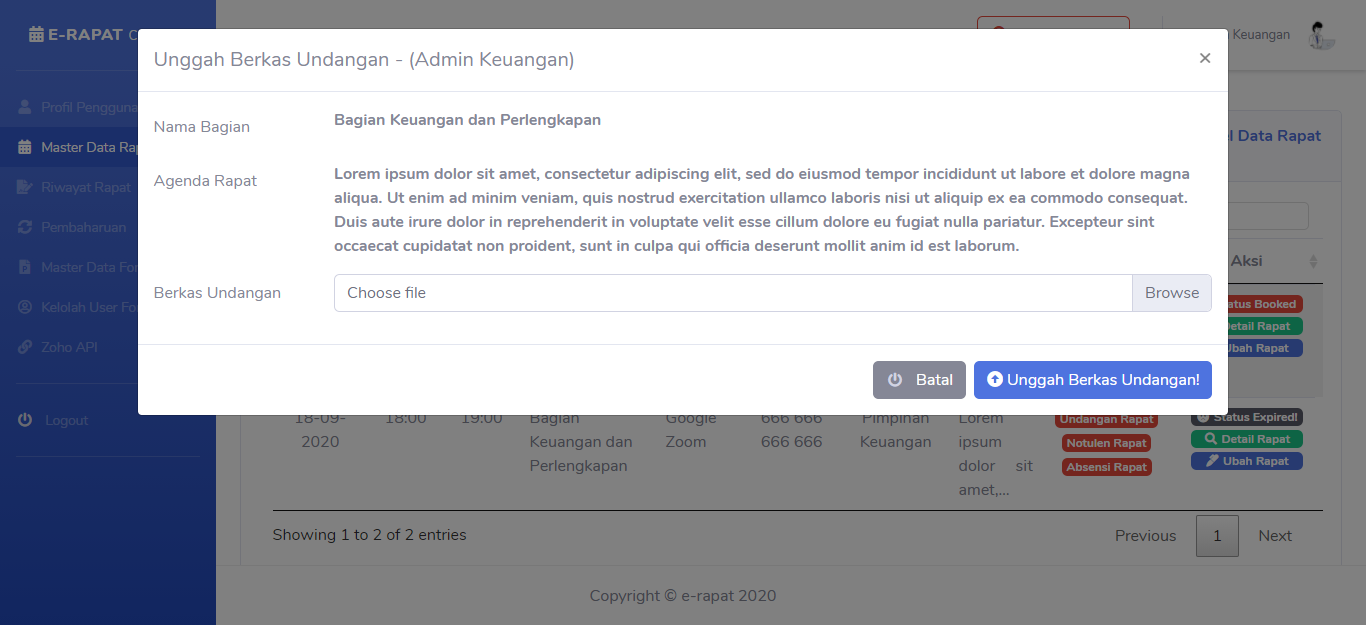 E-RAPAT
Keuangan
Unggah Berkas Undangan - (Admin Keuangan)
×
Profil Pengguna
Master Data Rap
Riwayat Rapat
Pembaharuan
Master Data For
Kelolah User Fo
Zoho API
Logout
Data Rapat
Nama Bagian
Bagian Keuangan dan Perlengkapan
Agenda Rapat
Lorem ipsum dolor sit amet, consectetur adipiscing elit, sed do eiusmod tempor incididunt ut labore et dolore magna
aliqua. Ut enim ad minim veniam, quis nostrud exercitation ullamco laboris nisi ut aliquip ex ea commodo consequat.
Duis aute irure dolor in reprehenderit in voluptate velit esse cillum dolore eu fugiat nulla pariatur. Excepteur sint
occaecat cupidatat non proident, sunt in culpa qui officia deserunt mollit anim id est laborum.
Berkas Undangan
Choose file
Browse
Batal
Unggah Berkas Undangan!
Aksi
atus Booked
etail Rapat
bah Rapat
18-09-
2020
18:00
19:00
Bagian
Keuangan dan
Perlengkapan
Google
Zoom
666 666
666 666
Pimpinan
Keuangan
Lorem
ipsum
dolor sit
amet,...
Undangan Rapat
Notulen Rapat
Absensi Rapat
Status Expired!
Detail Rapat
Ubah Rapat
Showing 1 to 2 of 2 entries
Previous
1
Next
Copyright © e-rapat 2020